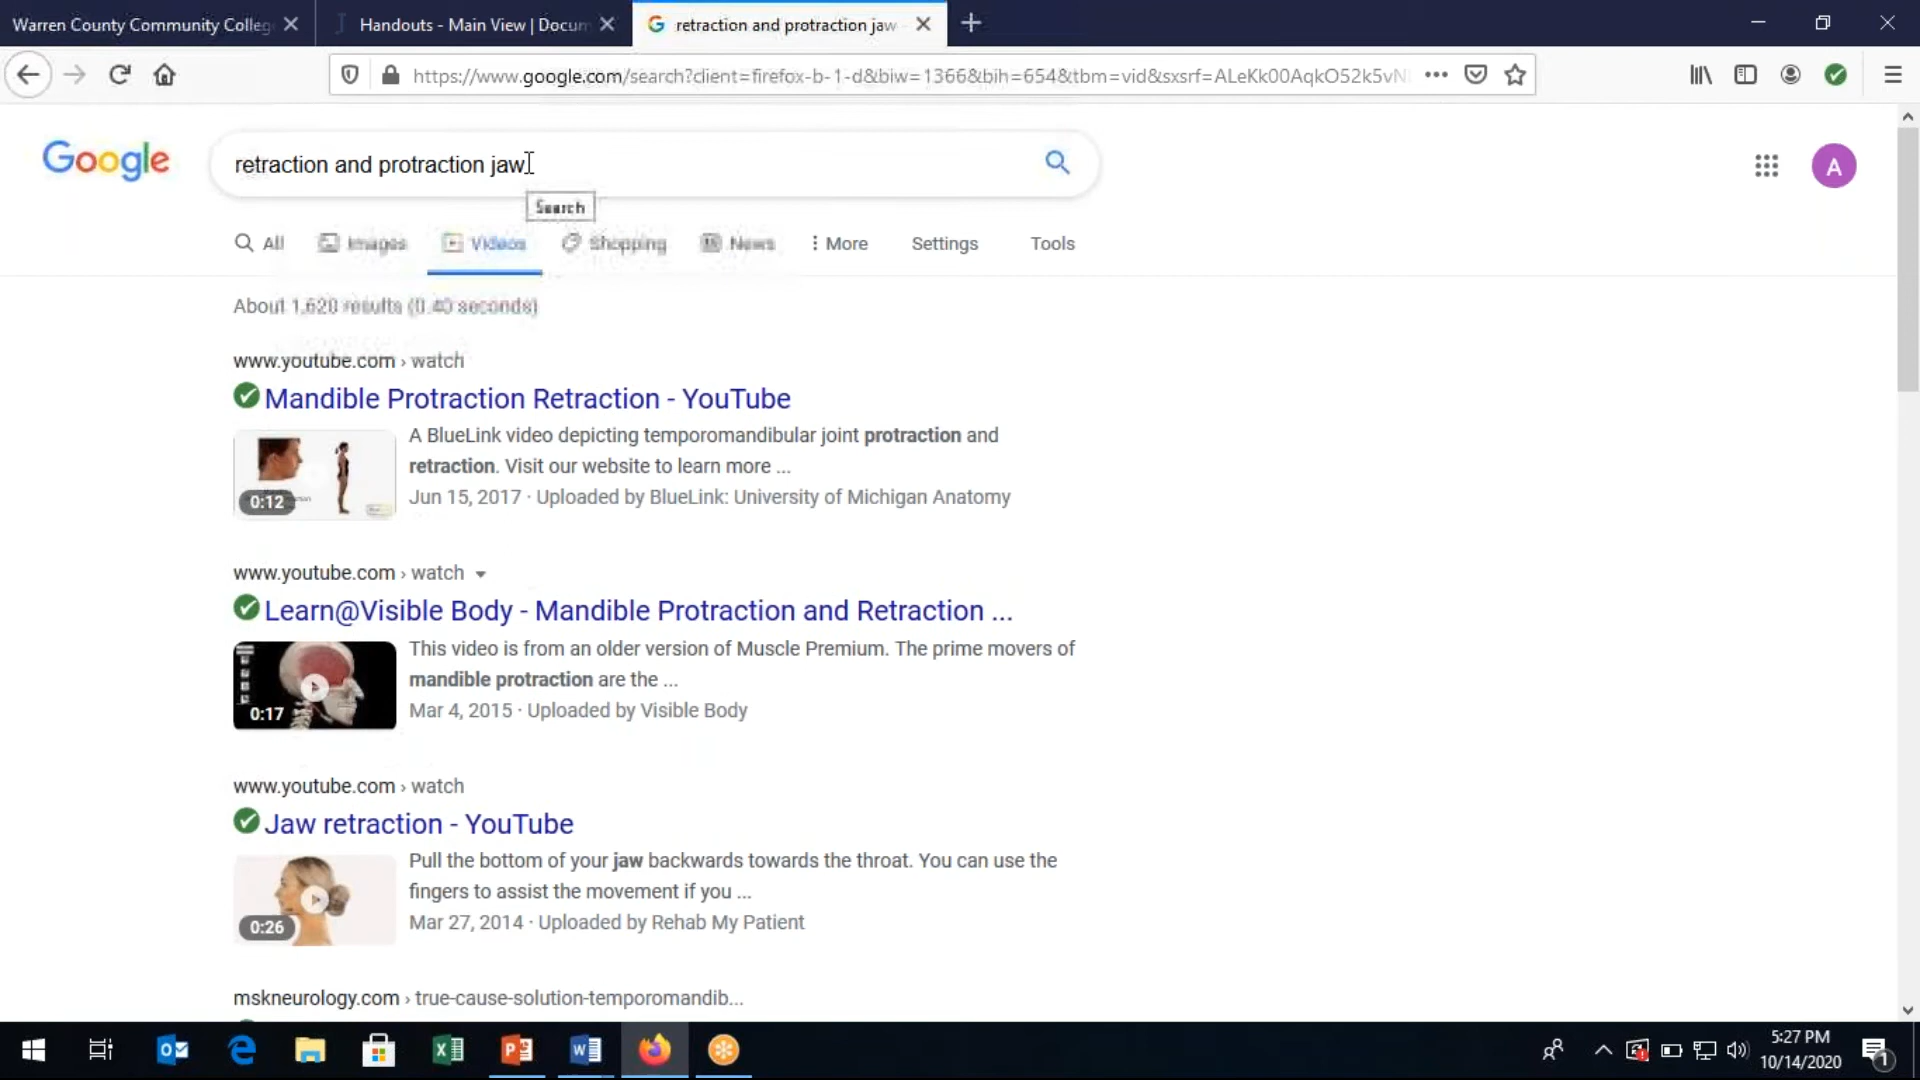 Warren County Community Colleg
Handouts - Main View | Docum
retraction and protraction jaw
https://www.google.com/search?client=firefox-b-1-d&biw=1366&bih=654&tbm=vid&sxsrf=ALeKk00AqkO52k5vN
Google
retraction and protraction jaw
A
Search
All
Images
Videos
Shopping
News
More
Settings
Tools
About 1,620 results (0.40 seconds)
www.youtube.com › watch
Mandible Protraction Retraction - YouTube
A BlueLink video depicting temporomandibular joint protraction and
retraction. Visit our website to learn more ...
0:12
Jun 15, 2017 · Uploaded by BlueLink: University of Michigan Anatomy
www.youtube.com › watch
Learn@Visible Body - Mandible Protraction and Retraction ...
This video is from an older version of Muscle Premium. The prime movers of
mandible protraction are the ...
0:17
Mar 4, 2015 · Uploaded by Visible Body
www.youtube.com › watch
Jaw retraction - YouTube
Pull the bottom of your jaw backwards towards the throat. You can use the
fingers to assist the movement if you ...
0:26
Mar 27, 2014 · Uploaded by Rehab My Patient
mskneurology.com › true-cause-solution-temporomandib...
5:27 PM
10/14/2020
1